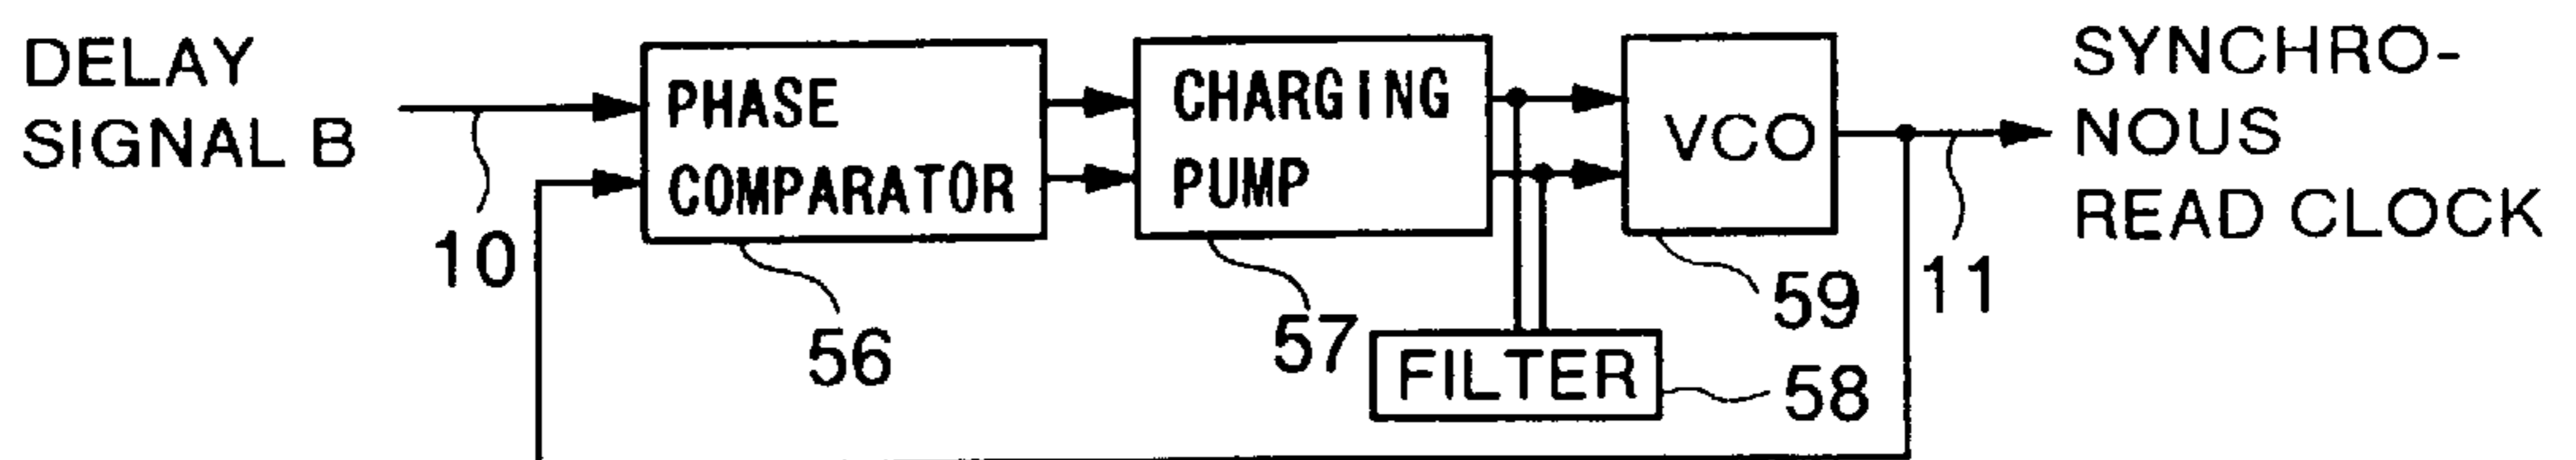 DELAY
SIGNAL B
10
PHASE
COMPARATOR
56
CHARGING
PUMP
57
FILTER
58
VCO
59
11
SYNCHRO-
NOUS
READ CLOCK